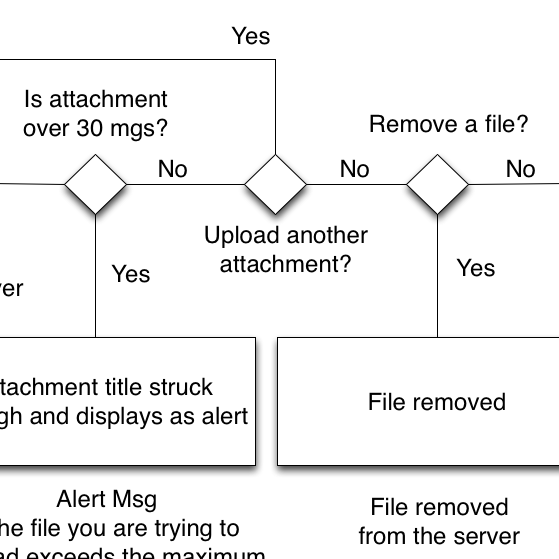 Yes
Is attachment
over 30 mgs?
Remove a file?
No
No
No
Upload another
attachment?
Yes
Yes
ver
tachment title struck
gh and displays as alert
File removed
Alert Msg
he file you are trying to
ad exceeds the maximum
File removed
from the server